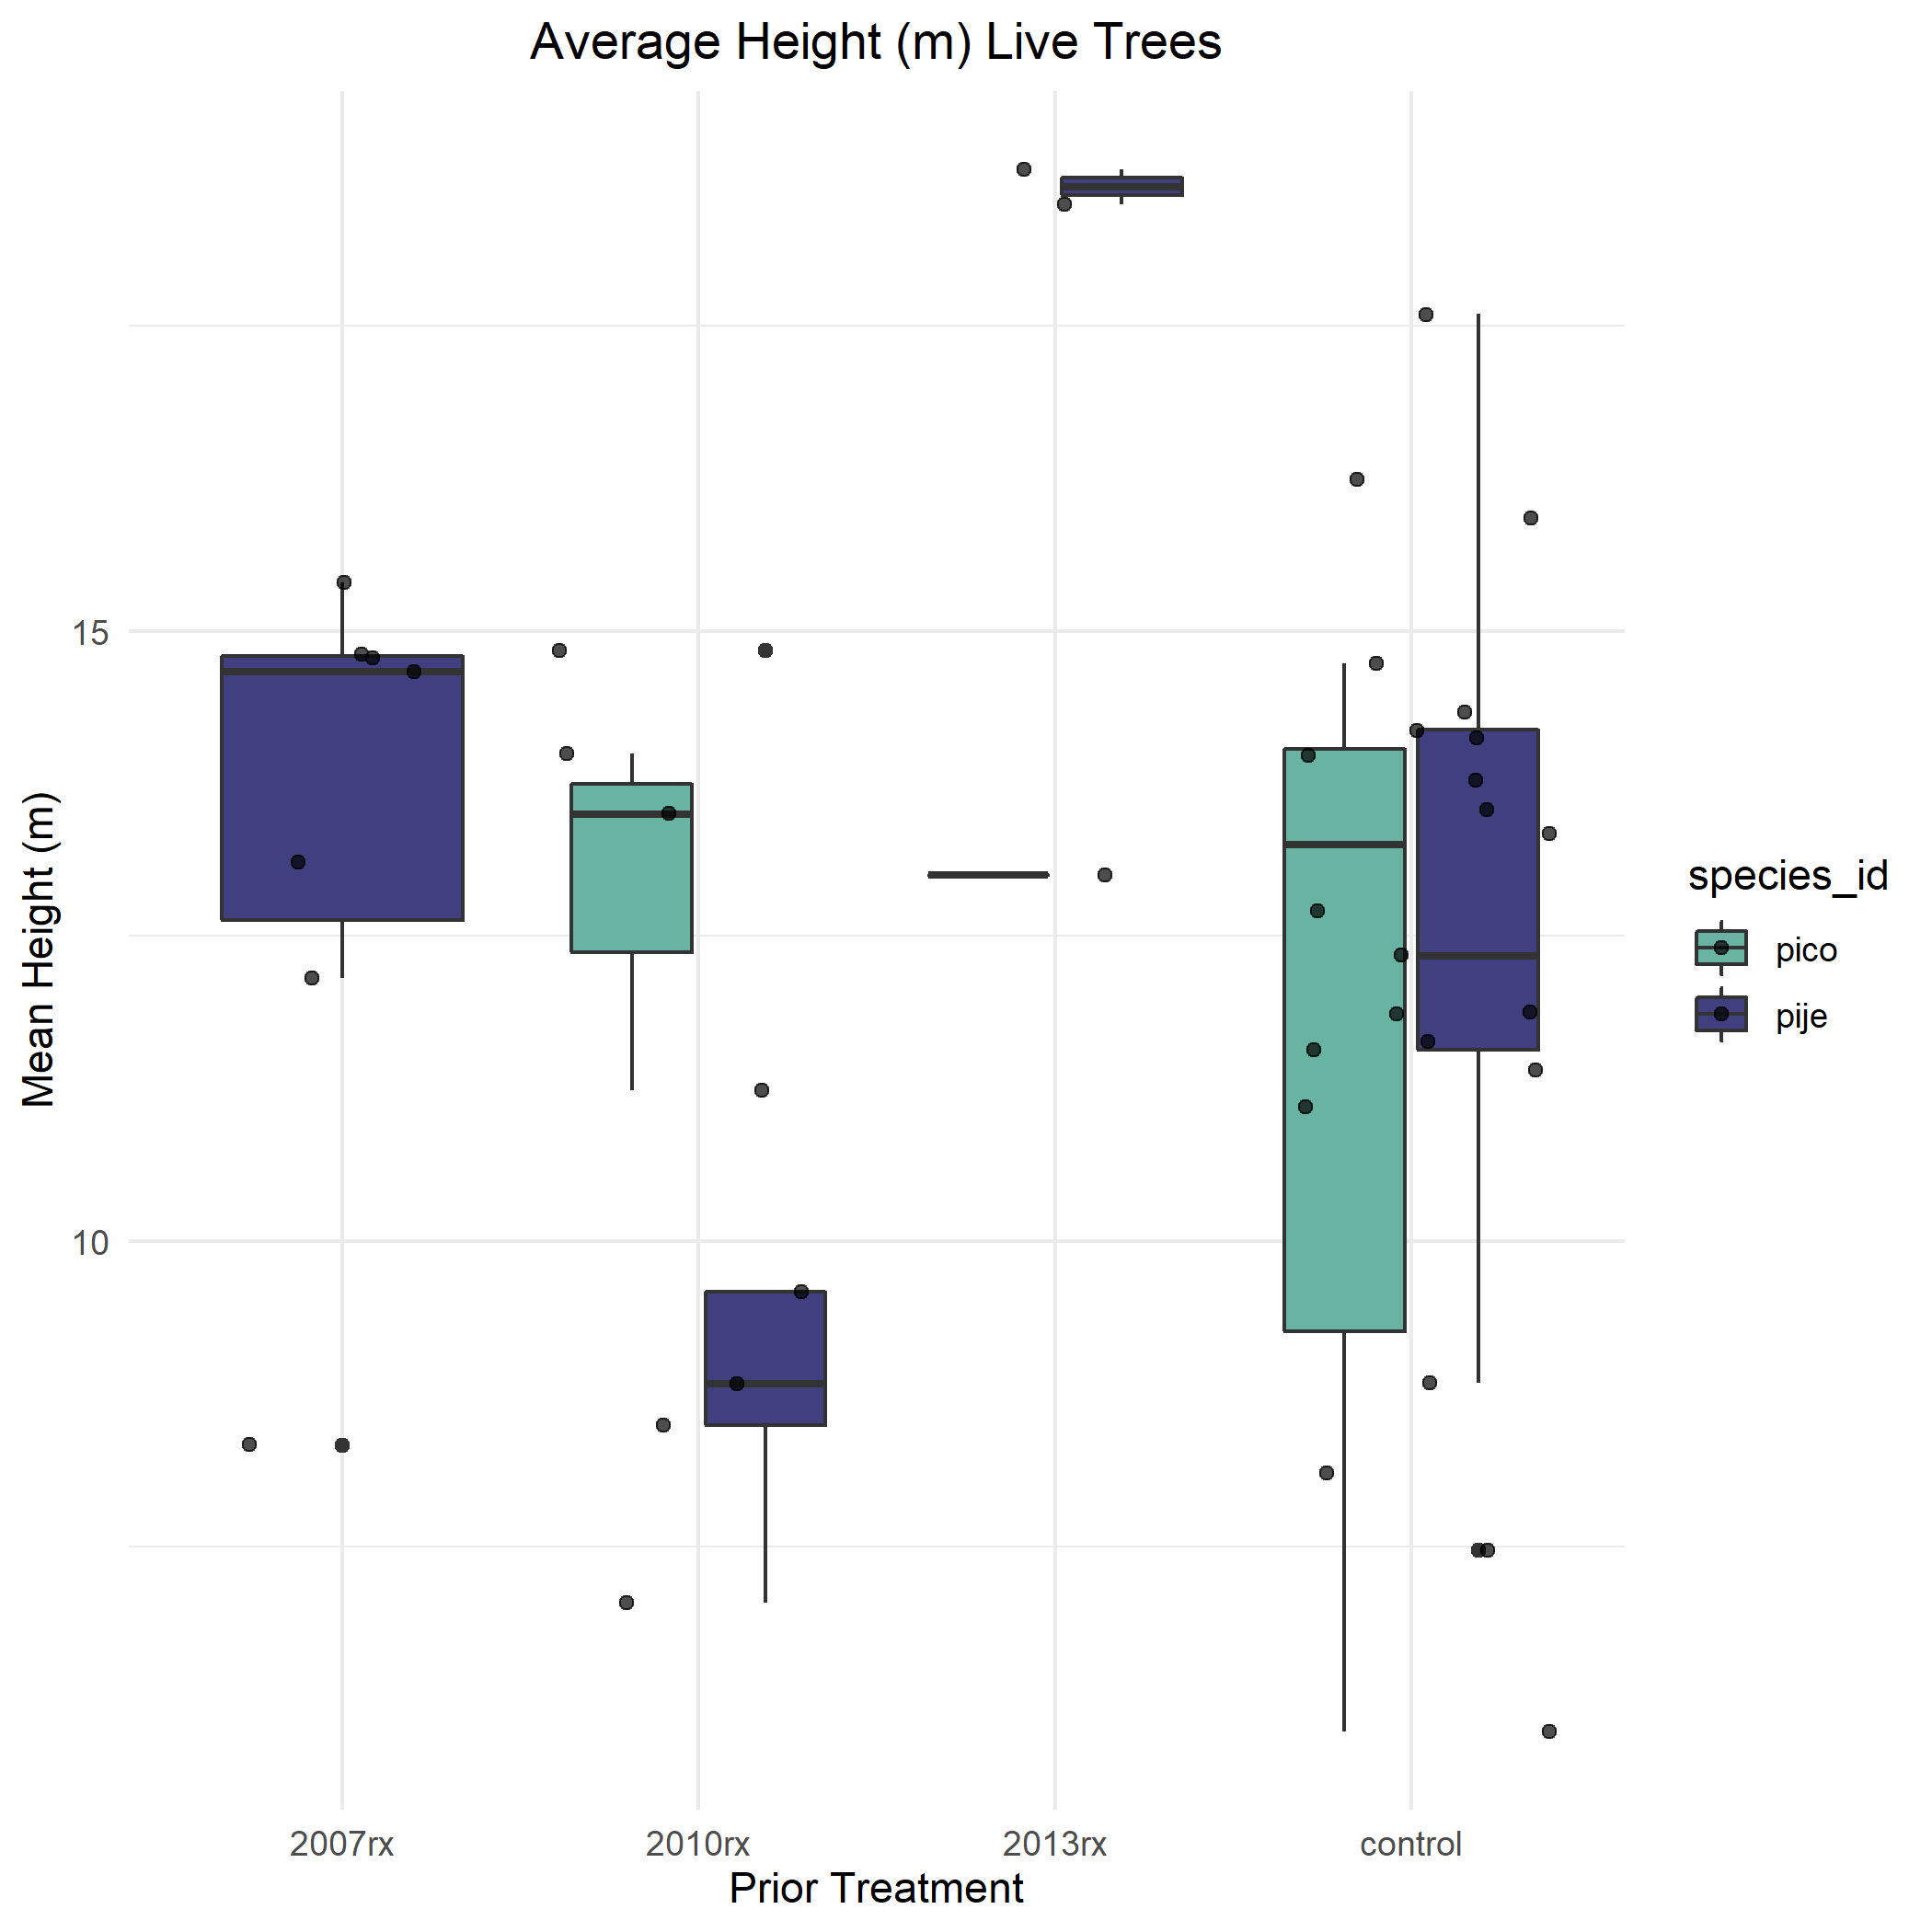 Average Height (m) Live Trees
Mean Height (m)
15
10
2007rx
2010rx
2013rx
control
Prior Treatment
species_id
pico
pije